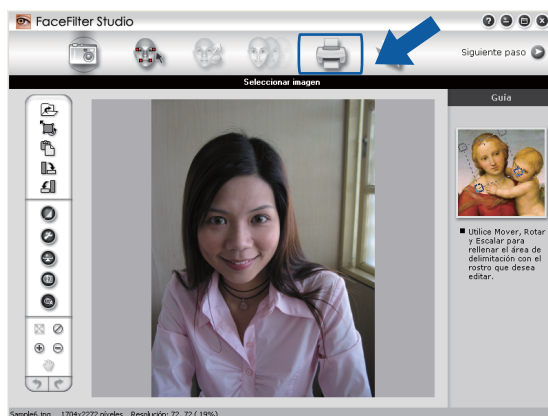 FaceFilter Studio
Siguiente paso
Seleccionar imagen
Guía
Utilice Mover, Rotar
y Escalar para
rellenar el área de
delimitación con el
rostro que desea
editar.
Sample6.jpg 1704x2272 píxeles Resolución: 72, 72 ( 19%)